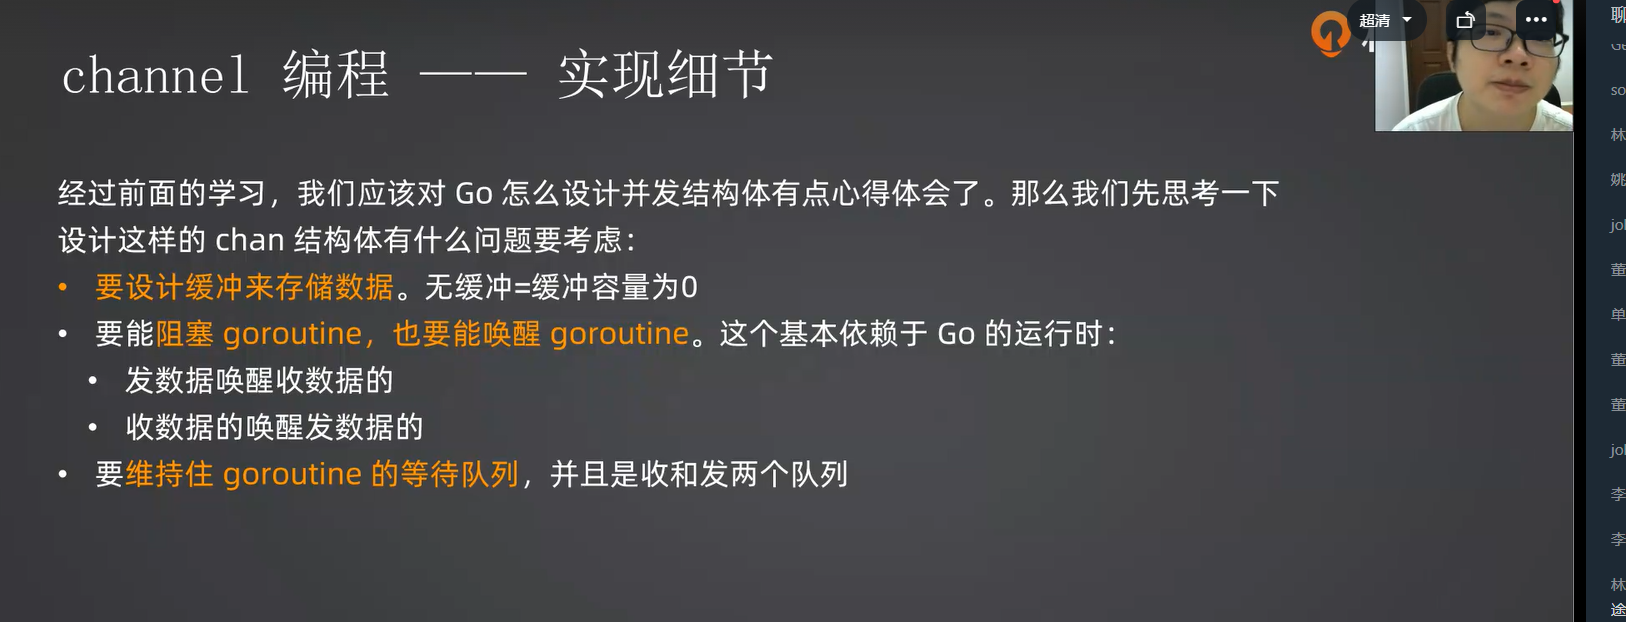 超清
channel 编程 —— 实现细节
经过前面的学习，我们应该对 Go 怎么设计并发结构体有点心得体会了。那么我们先思考一下
设计这样的 chan 结构体有什么问题要考虑：
• 要设计缓冲来存储数据。无缓冲=缓冲容量为0
• 要能阻塞 goroutine，也要能唤醒 goroutine。这个基本依赖于 Go 的运行时：
• 发数据唤醒收数据的
• 收数据的唤醒发数据的
• 要维持住 goroutine 的等待队列，并且是收和发两个队列
聊
so
林
姚
董
单
董
董
李
李
林
途